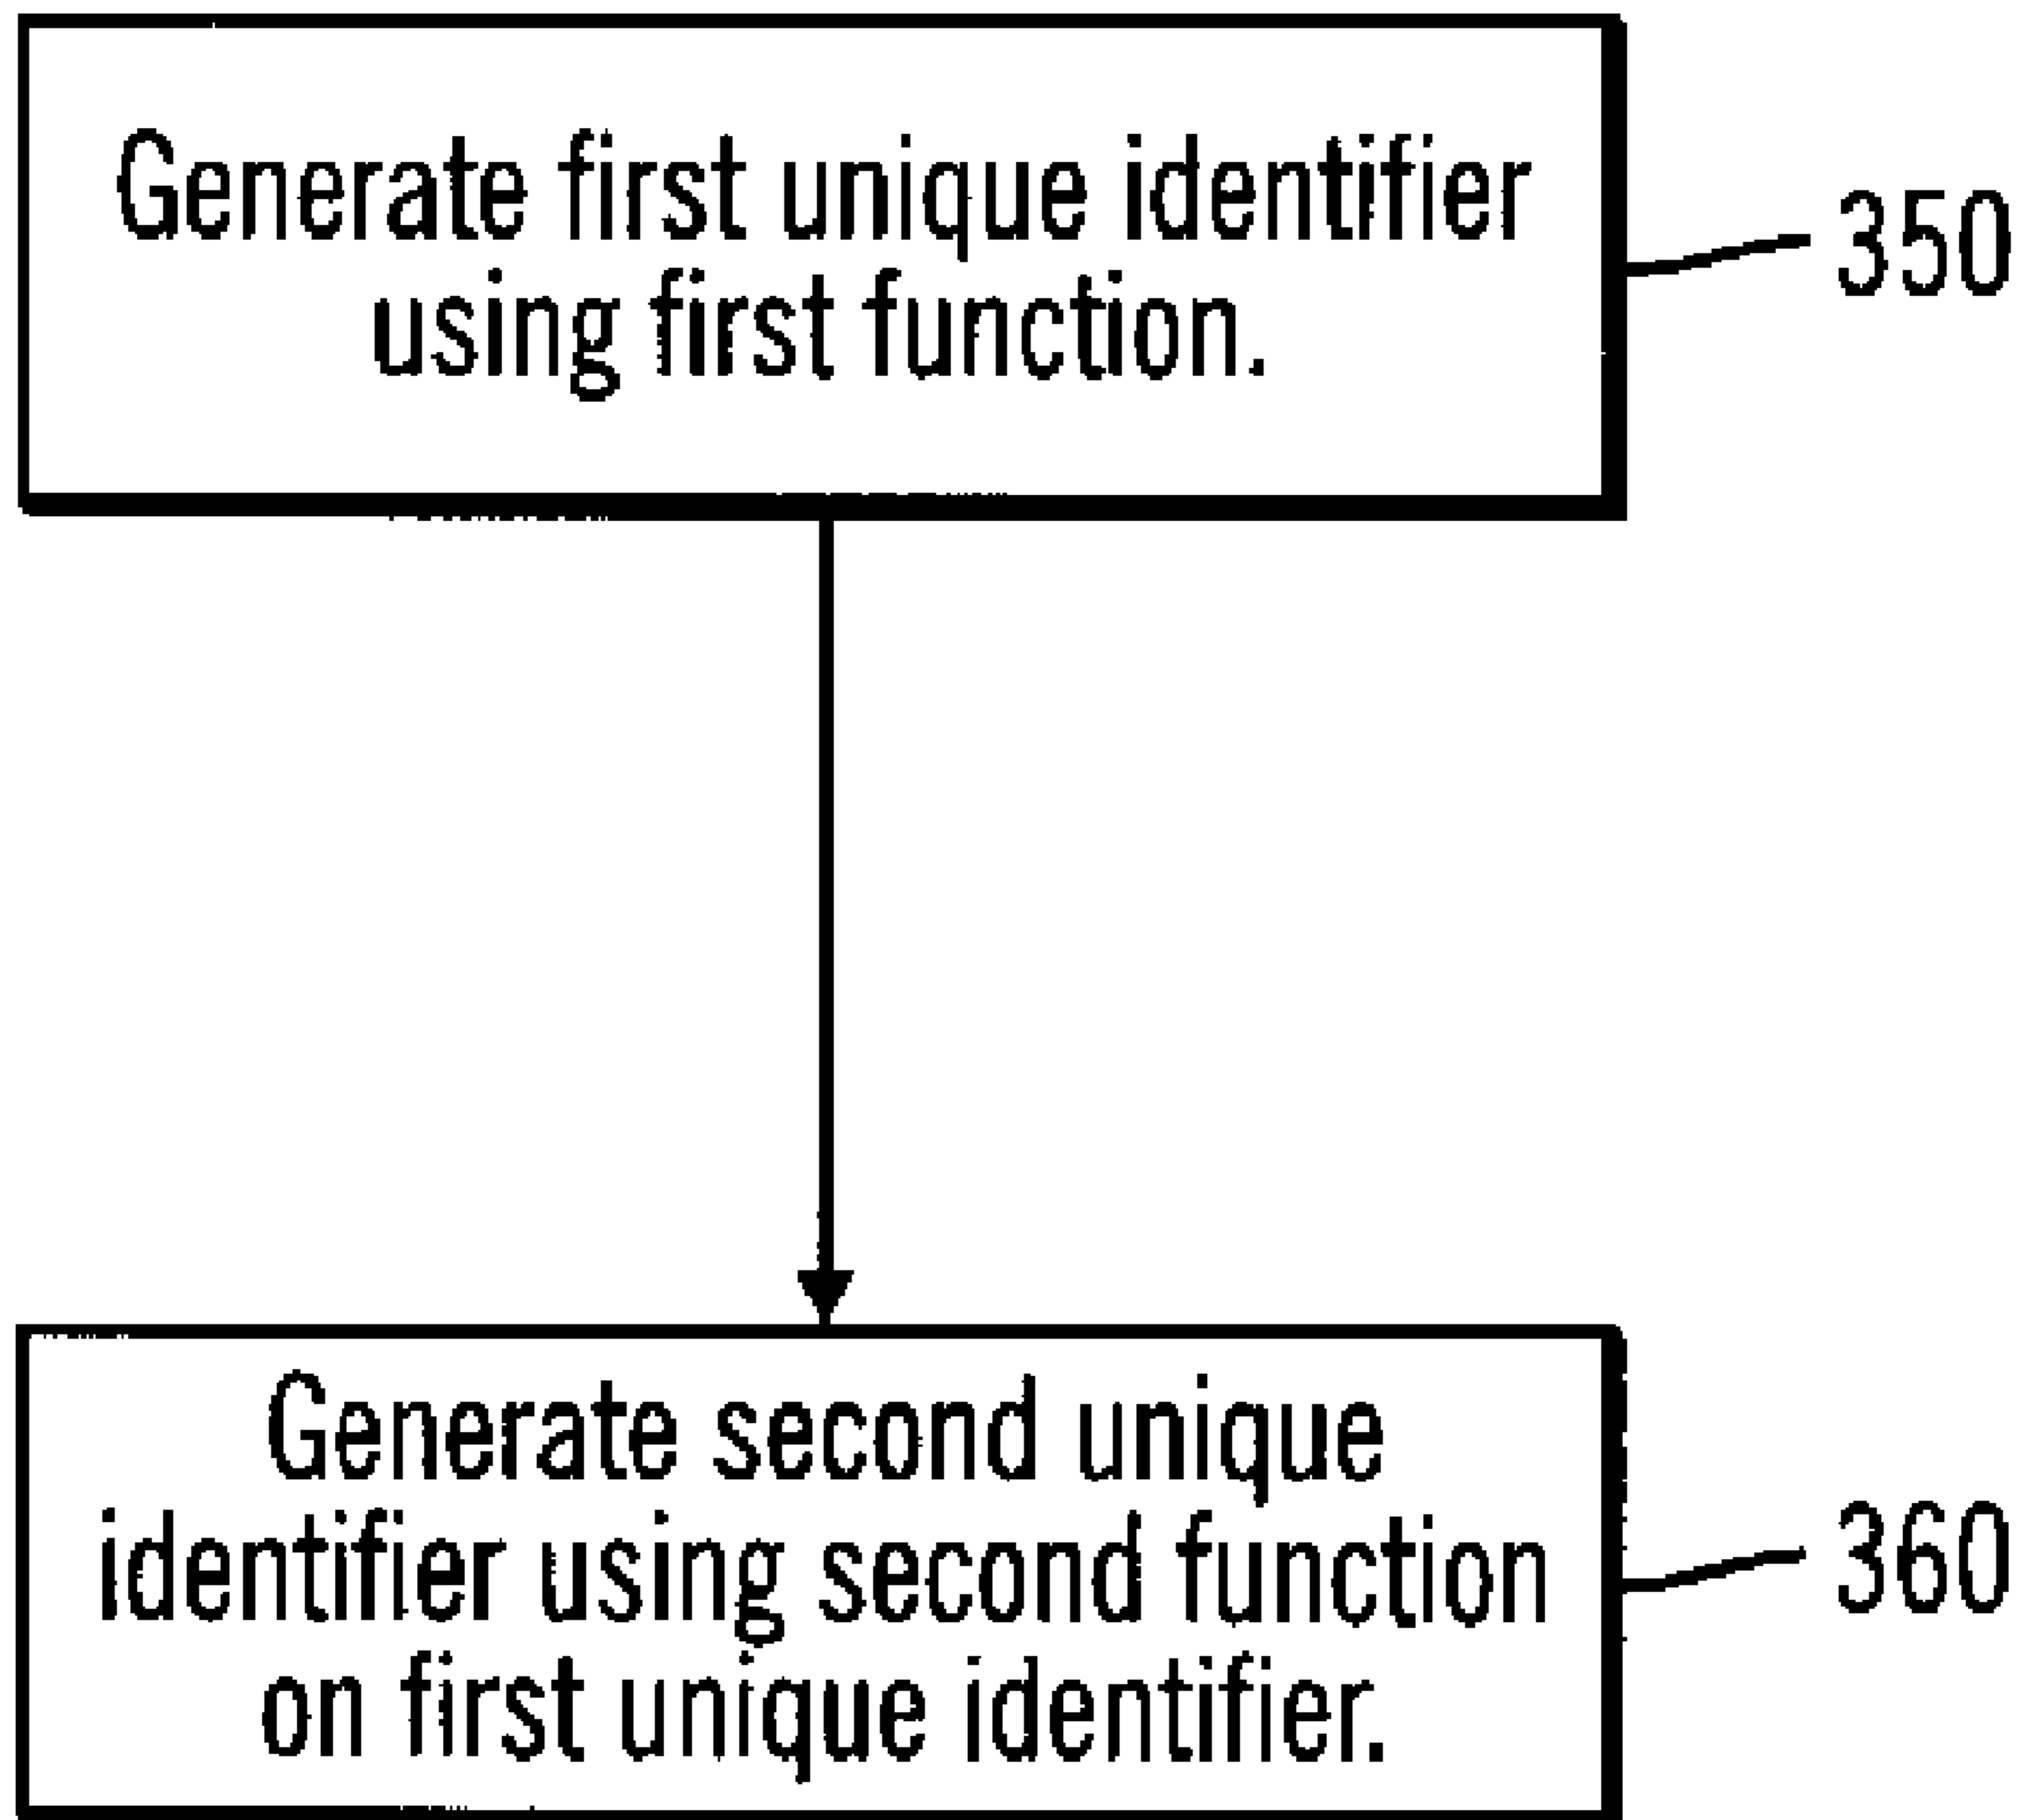 Generate first unique identifier
using first function.
350
Generate second unique
identifier using second function
on first unique identifier.
360